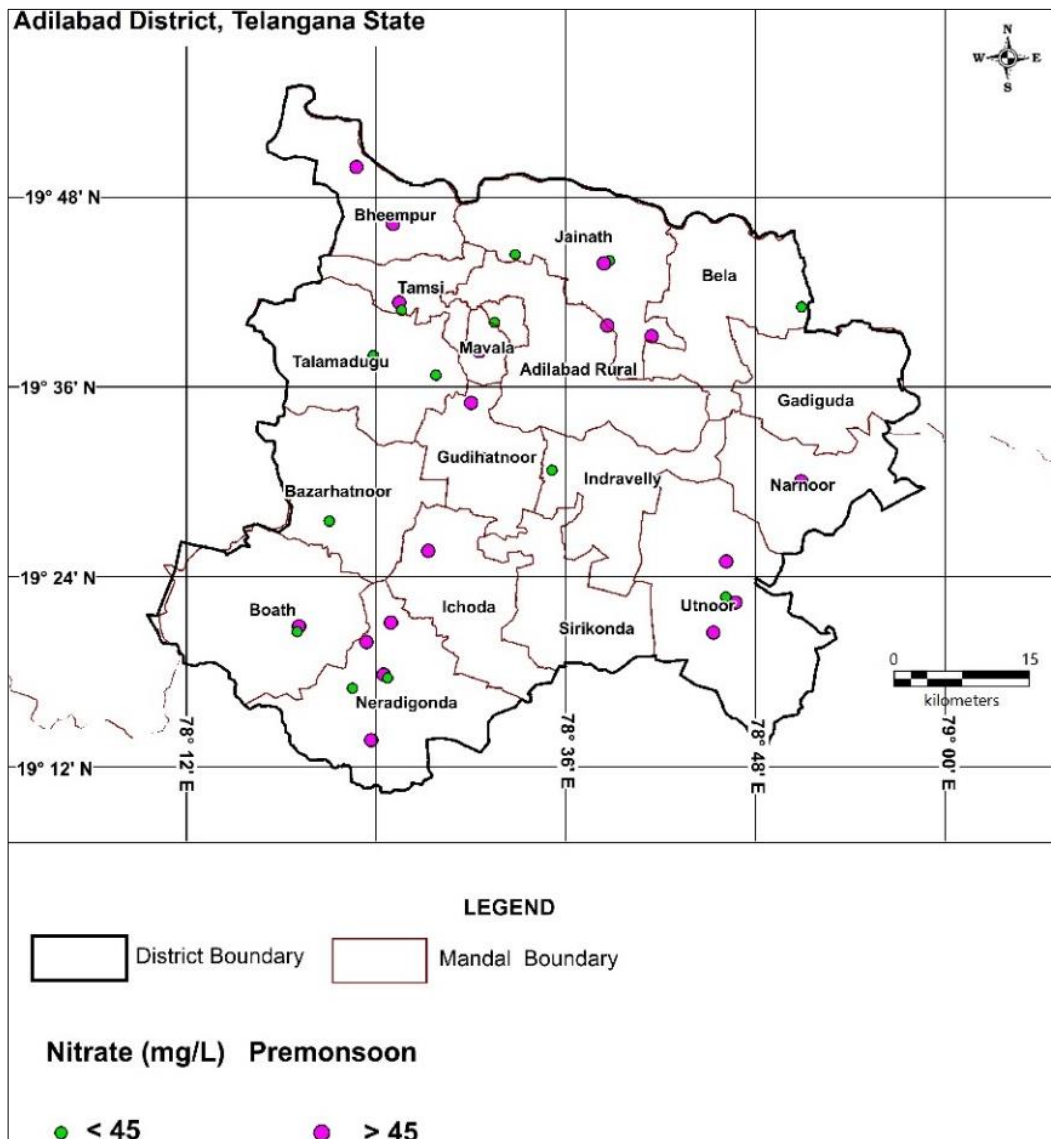 Adilabad District, Telangana State
N
W E
S
19° 48' N
Bheempur
Jainath
Bela
Tamsi
Mavala
Talamadugu
Adilabad Rural
19° 36' N
Gadiguda
Gudihatnoor
Indravelly
Narnoor
Bazarhatnoor
19° 24' N
Boath
Ichoda
Utnoor
Sirikonda
0 15
kilometers
Neradigonda
78° 12' E
78° 36' E
78° 48' E
79° 00' E
19° 12' N
LEGEND
District Boundary Mandal Boundary
Nitrate (mg/L) Premonsoon
< 45 > 45